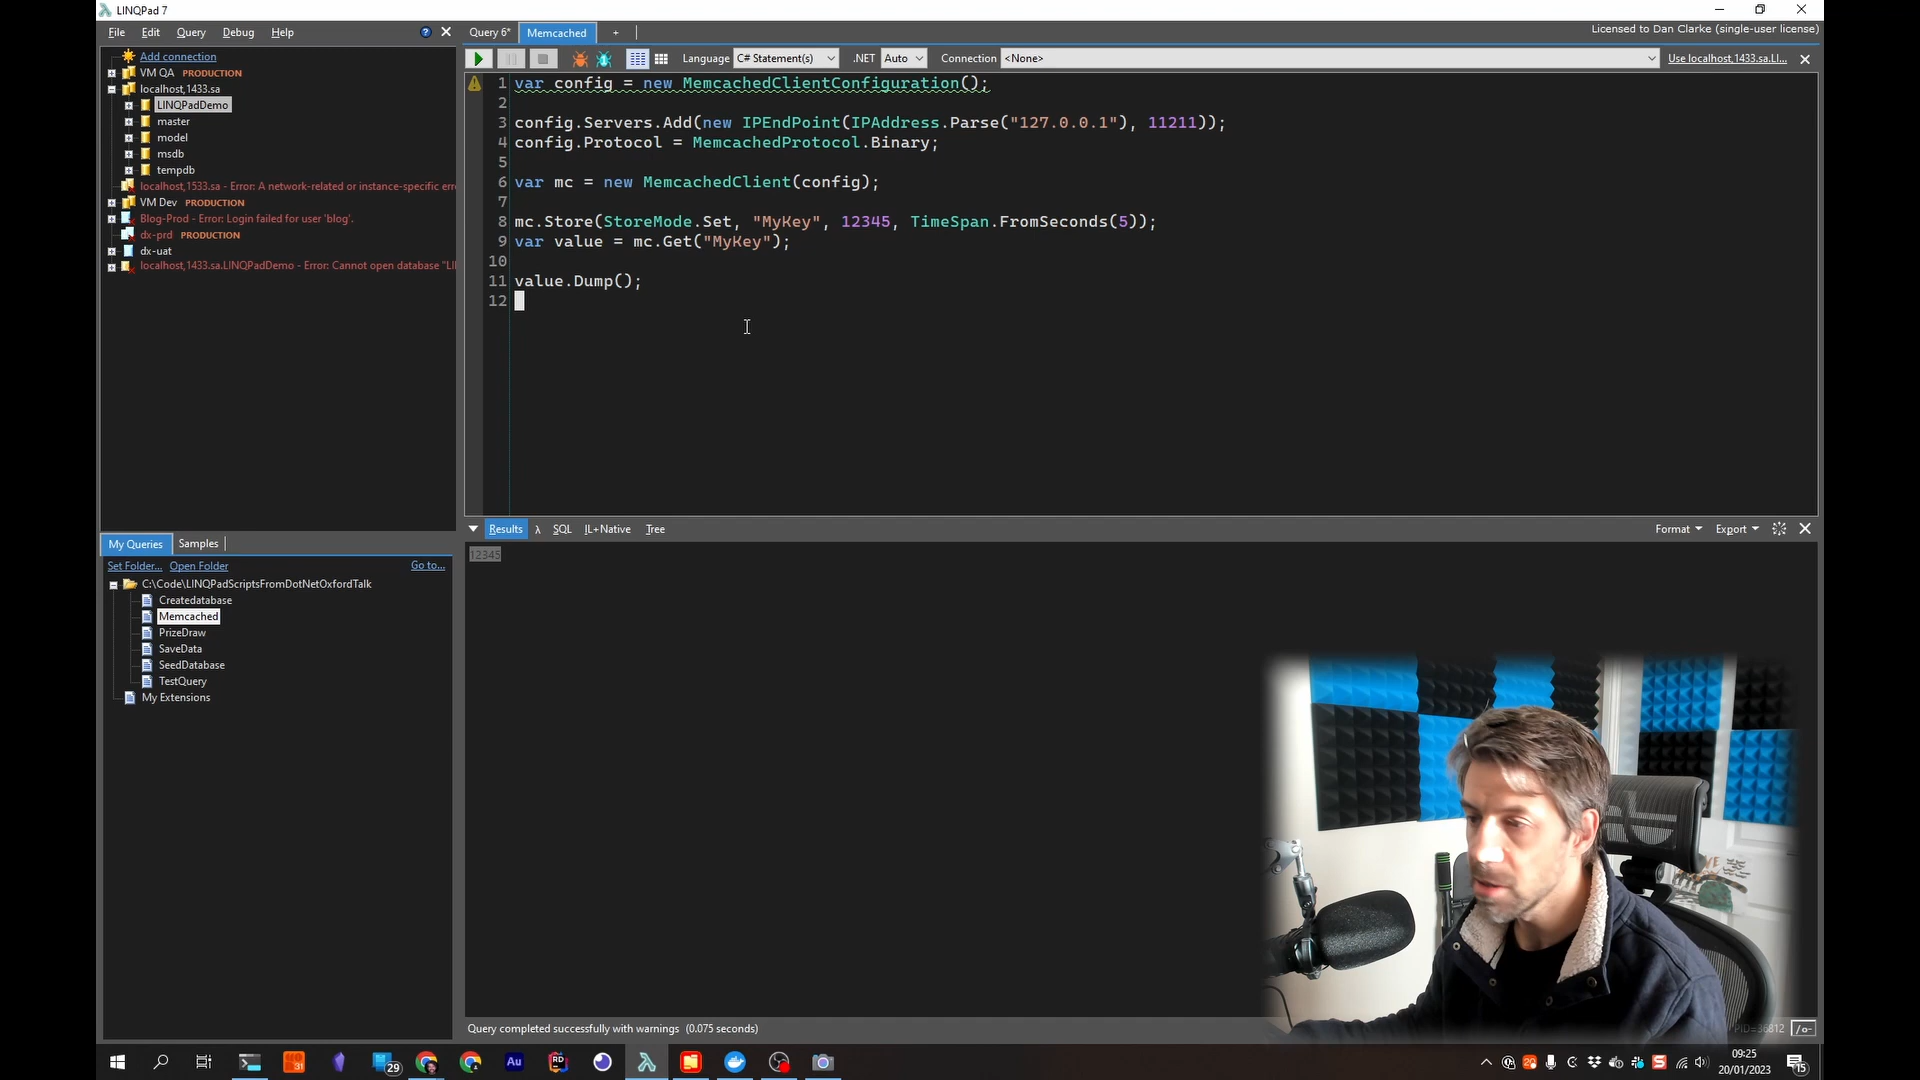 LINQPad 7
File Edit Query Debug Help
Query 6* Memcached +
Licensed to Dan Clarke (single-user license)
Language C# Statement(s) .NET Auto Connection <None>
Use localhost,1433.sa.LI...
Add connection
VM QA PRODUCTION
localhost,1433.sa
LINQPadDemo
master
model
msdb
tempdb
localhost,1533.sa - Error: A network-related or instance-specific err
VM Dev PRODUCTION
Blog-Prod - Error: Login failed for user 'blog'.
dx-prd PRODUCTION
dx-uat
localhost,1433.sa.LINQPadDemo - Error: Cannot open database "LI
1 var config = new MemcachedClientConfiguration();
2
3 config.Servers.Add(new IPEndPoint(IPAddress.Parse("127.0.0.1"), 11211));
4 config.Protocol = MemcachedProtocol.Binary;
5
6 var mc = new MemcachedClient(config);
7
8 mc.Store(StoreMode.Set, "MyKey", 12345, TimeSpan.FromSeconds(5));
9 var value = mc.Get("MyKey");
10
11 value.Dump();
12
Results λ SQL IL+Native Tree
Format Export
12345
My Queries Samples
Set Folder... Open Folder Go to...
C:\Code\LINQPadScriptsFromDotNetOxfordTalk
Createdatabase
Memcached
PrizeDraw
SaveData
SeedDatabase
TestQuery
My Extensions
Query completed successfully with warnings (0.075 seconds)
PID=36812 /o-
31
29
Au
RD
09:25
20/01/2023
15